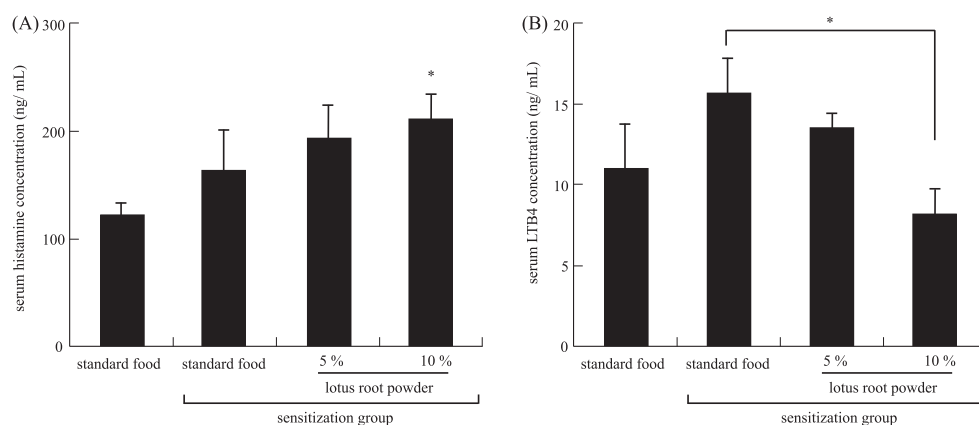 (A)
serum histamine concentration (ng/ mL)
300
200
100
0
*
standard food
standard food
5 %
10 %
lotus root powder
sensitization group
(B)
serum LTB4 concentration (ng/ mL)
20
15
10
5
0
*
standard food
standard food
5 %
10 %
lotus root powder
sensitization group